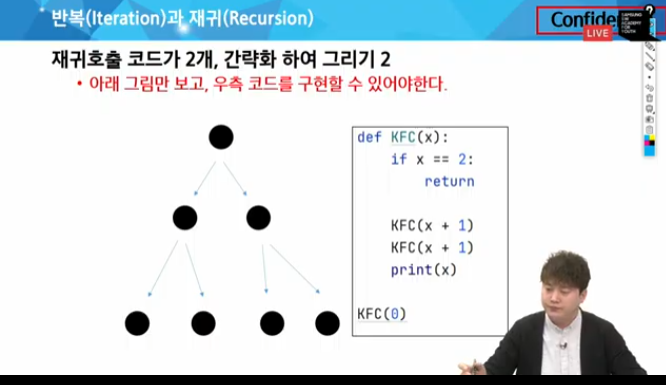 반복(Iteration)과 재귀(Recursion)
Confiden
SAMSUNG
SW
ACADEMY
FOR
YOUTH
LIVE
재귀호출 코드가 2개, 간략화 하여 그리기 2
• 아래 그림만 보고, 우측 코드를 구현할 수 있어야한다.
def KFC(x):
    if x == 2:
        return
    KFC(x + 1)
    KFC(x + 1)
    print(x)
KFC(0)